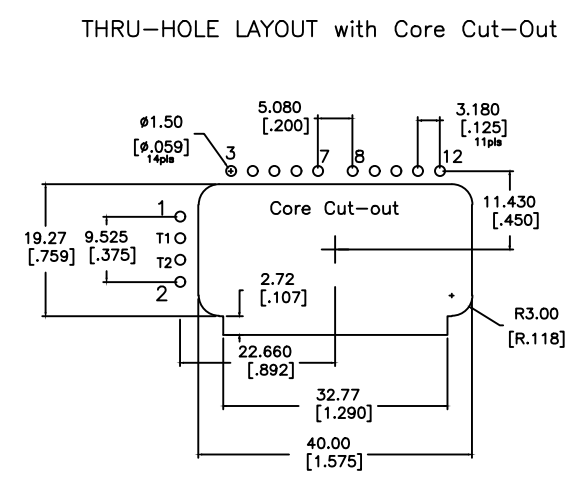 THRU-HOLE LAYOUT with Core Cut-Out
5.080
[.200]
3.180
[.125]
11pls
ø1.50
[ø.059]
14pls
3
7
8
12
11.430
[.450]
1
Core Cut-out
19.27
[.759]
9.525
[.375]
T1
T2
2
2.72
[.107]
R3.00
[R.118]
22.660
[.892]
32.77
[1.290]
40.00
[1.575]